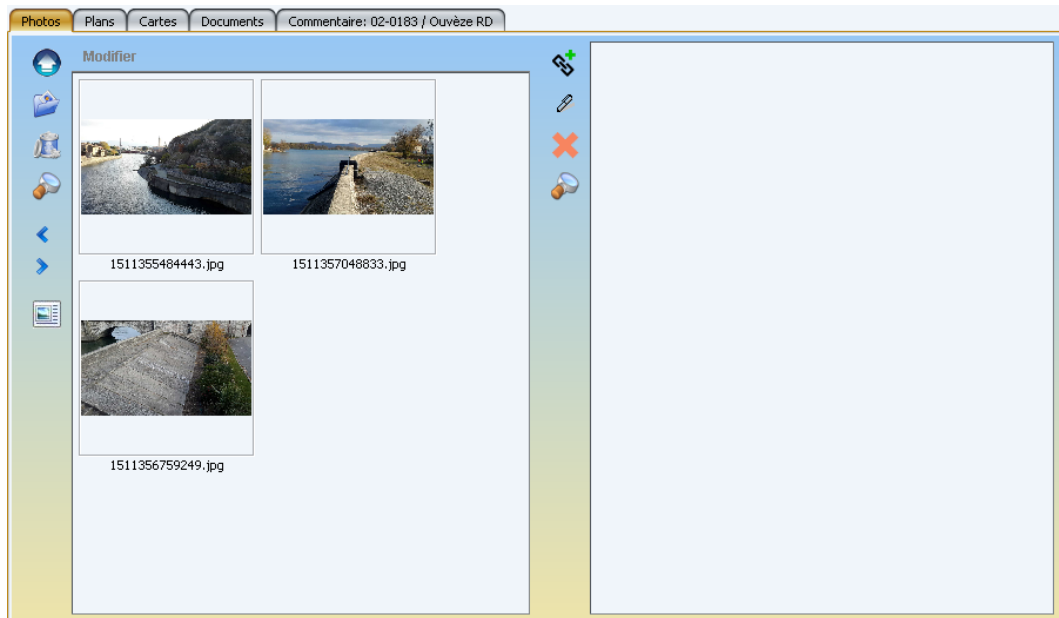 Photos Plans Cartes Documents Commentaire: 02-0183 / Ouvèze RD
Modifier
1511355484443.jpg 1511357048833.jpg
1511356759249.jpg